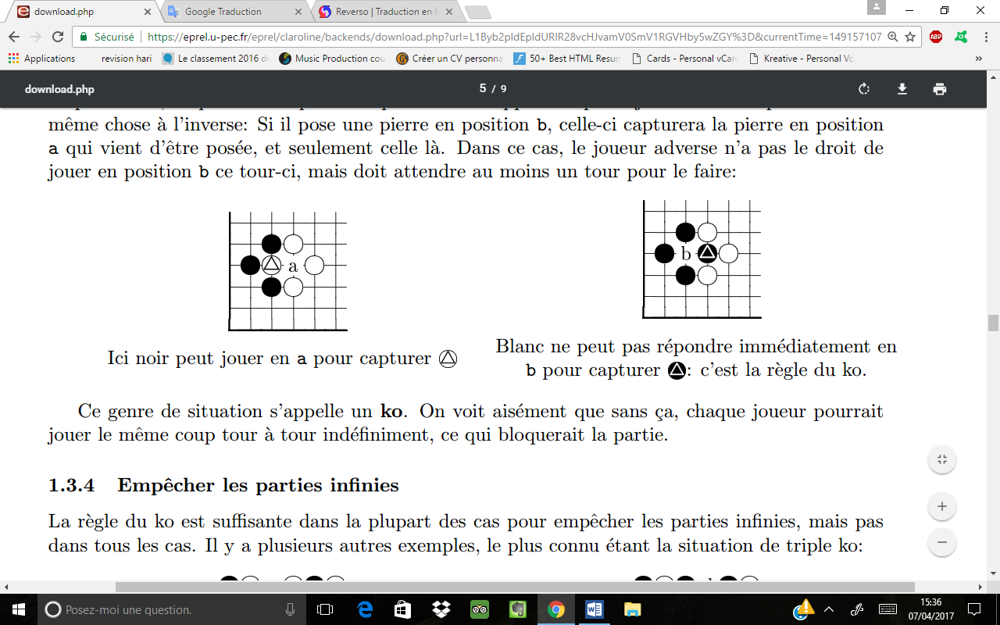 download.php
Google Traduction
Reverso | Traduction en li
Sécurisé
https://eprel.u-pec.fr/eprel/claroline/backends/download.php?url=L1Byb2pldEpldURIR28vcHJvamV0SmV1RGVHby5wZGY%3D&currentTime=149157107
ABP
Applications
revision hari
Le classement 2016 d
Music Production cou
Créer un CV personna
50+ Best HTML Resun
Cards - Personal vCar
Kreative - Personal Vc
»
download.php
5 / 9
même chose à l'inverse: Si il pose une pierre en position b, celle-ci capturera la pierre en position
a qui vient d'être posée, et seulement celle là. Dans ce cas, le joueur adverse n'a pas le droit de
jouer en position b ce tour-ci, mais doit attendre au moins un tour pour le faire:
a
b
Ici noir peut jouer en a pour capturer
Blanc ne peut pas répondre immédiatement en
b pour capturer : c'est la règle du ko.
Ce genre de situation s'appelle un ko. On voit aisément que sans ça, chaque joueur pourrait
jouer le même coup tour à tour indéfiniment, ce qui bloquerait la partie.
1.3.4 Empêcher les parties infinies
La règle du ko est suffisante dans la plupart des cas pour empêcher les parties infinies, mais pas
dans tous les cas. Il y a plusieurs autres exemples, le plus connu étant la situation de triple ko:
Posez-moi une question.
15:36
07/04/2017